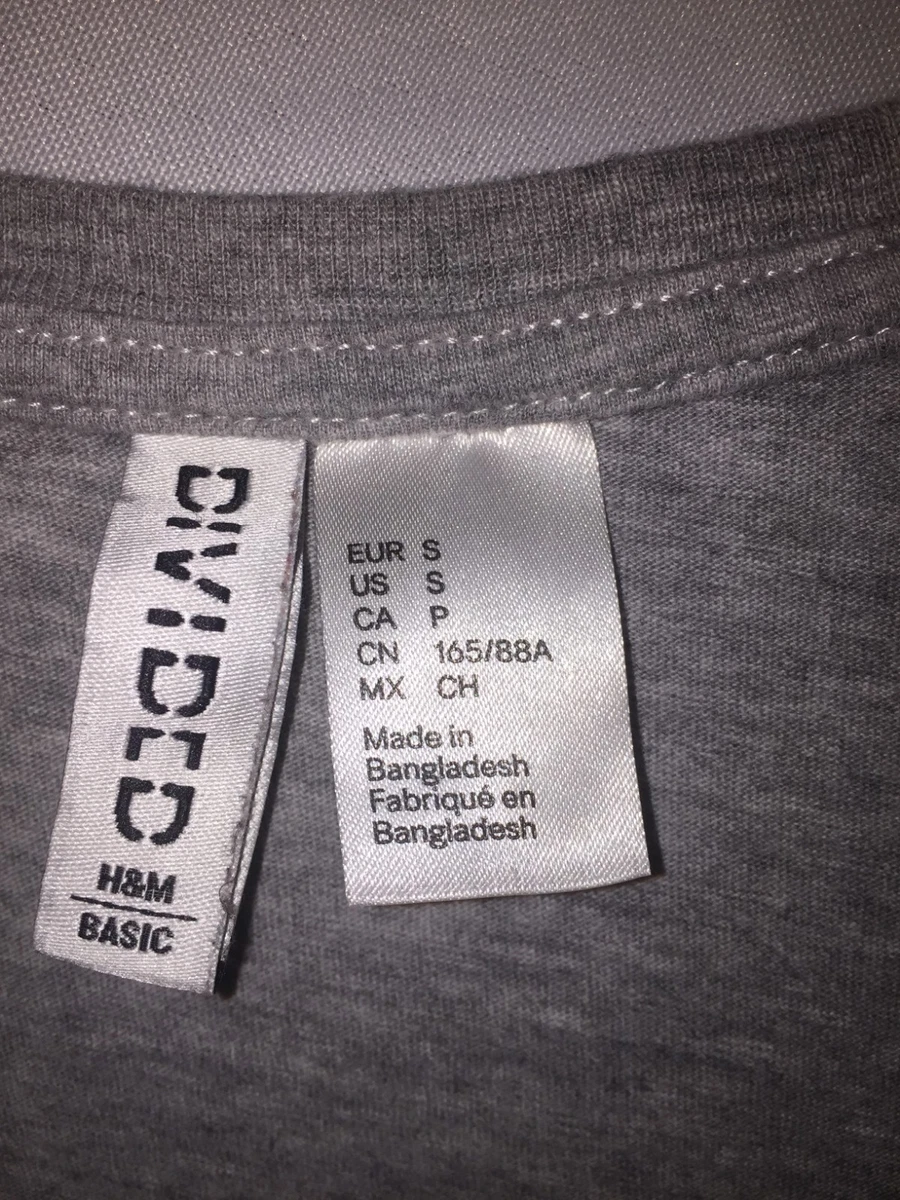 DIVIDED
H&M
BASIC
EUR S
US S
CA P
CN 165/88A
MX CH
Made in
Bangladesh
Fabriqué en
Bangladesh